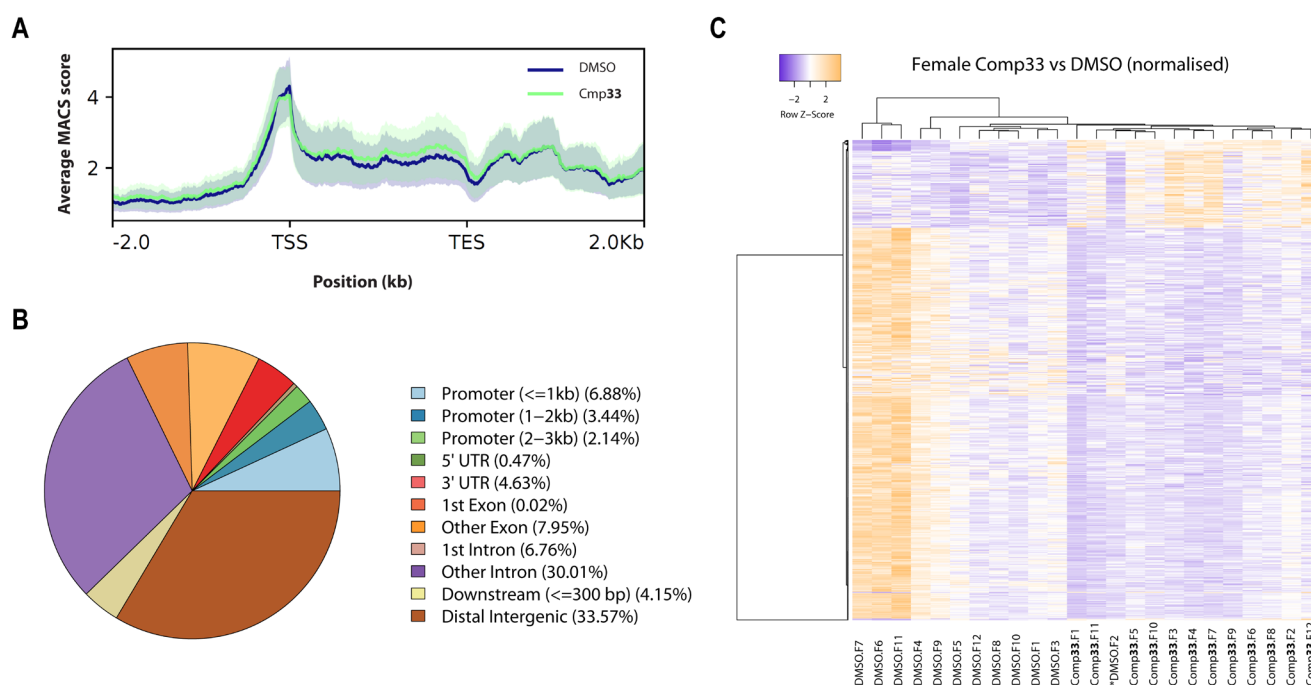 A
Average MACS score
4
2
DMSO
Cmp33
-2.0
TSS
TES
2.0Kb
Position (kb)
B
Promoter (<=1kb) (6.88%)
Promoter (1−2kb) (3.44%)
Promoter (2−3kb) (2.14%)
5' UTR (0.47%)
3' UTR (4.63%)
1st Exon (0.02%)
Other Exon (7.95%)
1st Intron (6.76%)
Other Intron (30.01%)
Downstream (<=300 bp) (4.15%)
Distal Intergenic (33.57%)
C
−2 2
Row Z−Score
Female Comp33 vs DMSO (normalised)
DMSO.F7
DMSO.F6
DMSO.F11
DMSO.F4
DMSO.F9
DMSO.F5
DMSO.F12
DMSO.F8
DMSO.F10
DMSO.F1
DMSO.F3
Comp33.F1
Comp33.F11
*DMSO.F2
Comp33.F5
Comp33.F10
Comp33.F3
Comp33.F4
Comp33.F7
Comp33.F9
Comp33.F6
Comp33.F8
Comp33.F2
Comp33.F12